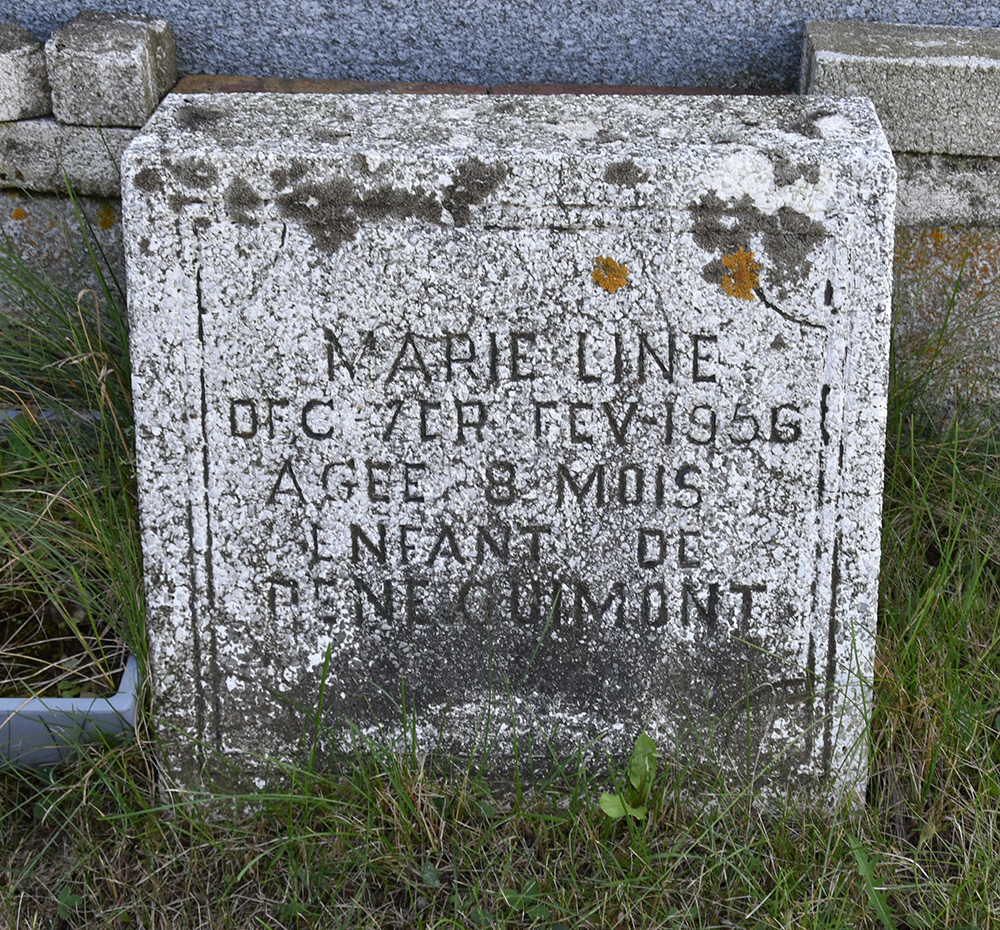 MARIE LINE
DEC 7ER FEV 1956
AGEE 8 MOIS
ENFANT DE
RENE GUIMONT